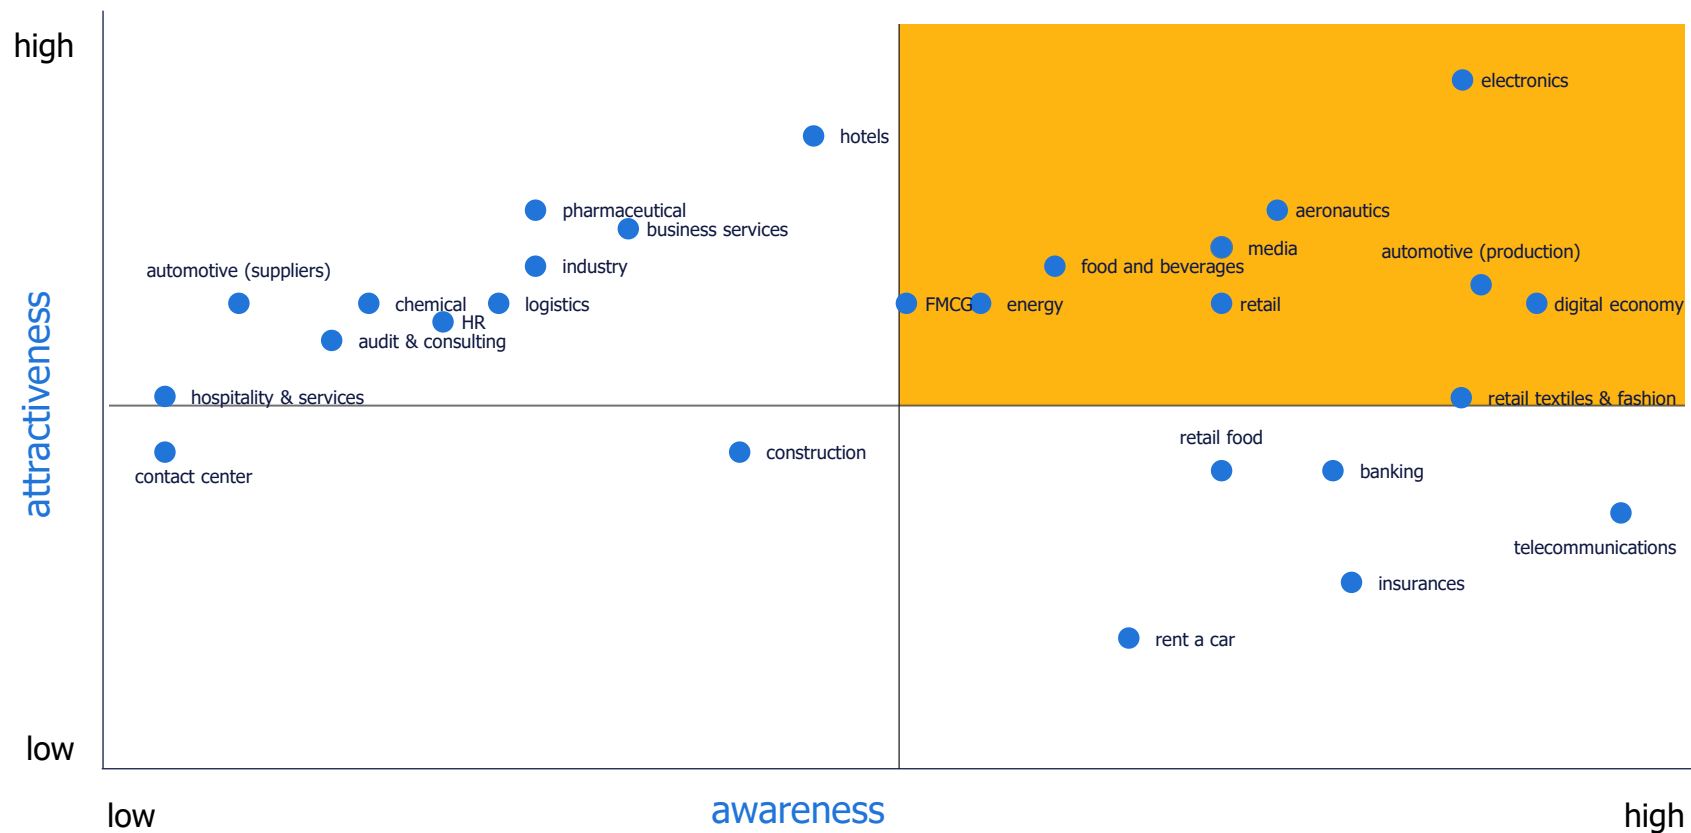 high
electronics
hotels
pharmaceutical
aeronautics
business services
media
automotive (production)
industry
food and beverages
automotive (suppliers)
chemical
logistics
FMCG
energy
retail
digital economy
HR
audit & consulting
hospitality & services
retail textiles & fashion
attractiveness
retail food
construction
banking
contact center
telecommunications
insurances
rent a car
low
low
awareness
high